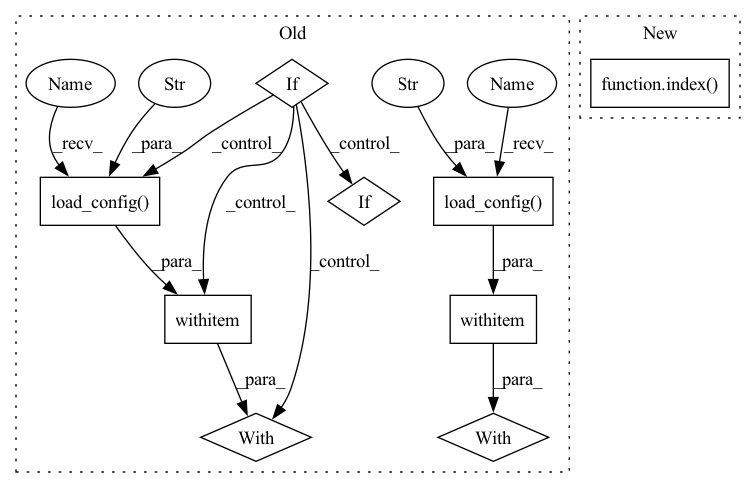 Old
New
Name
Str
If
Str
Name
function.index()
_recv_
_para_
_control_
_control_
_para_
_recv_
load_config()
If
load_config()
_control_
_para_
_control_
_para_
withitem
withitem
_para_
_para_
With
With